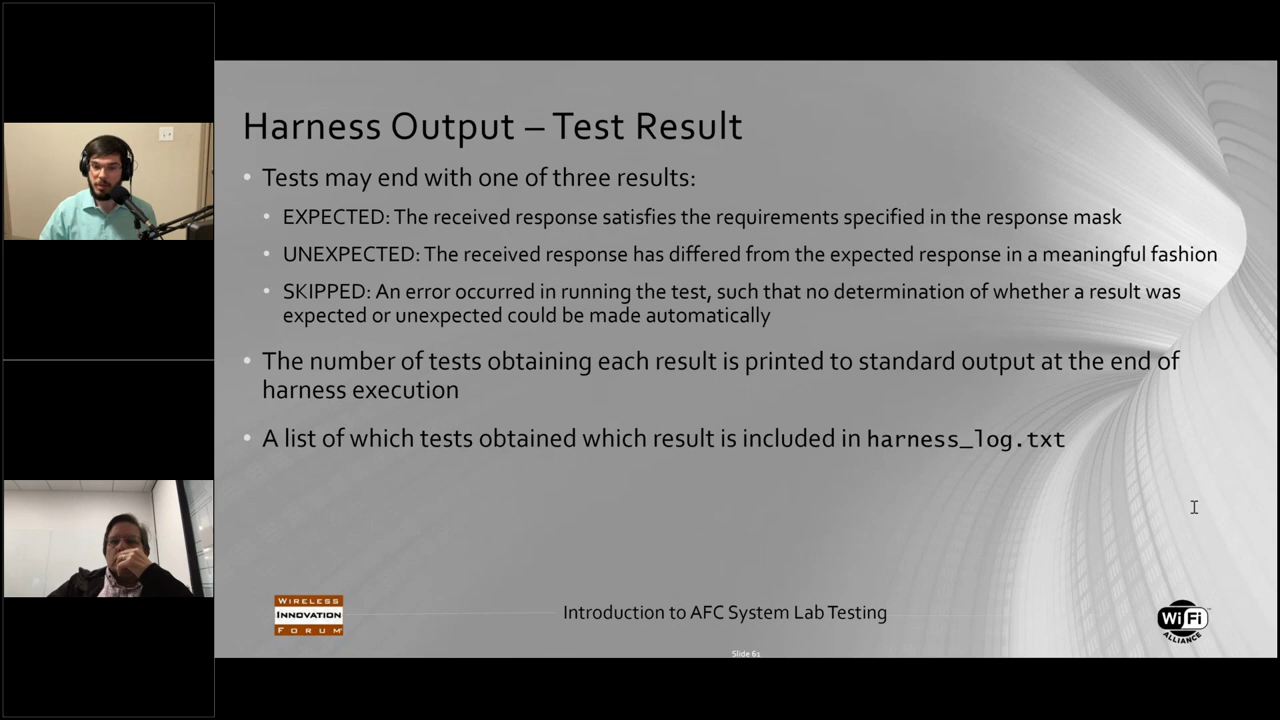 Harness Output – Test Result
• Tests may end with one of three results:
• EXPECTED: The received response satisfies the requirements specified in the response mask
• UNEXPECTED: The received response has differed from the expected response in a meaningful fashion
• SKIPPED: An error occurred in running the test, such that no determination of whether a result was
expected or unexpected could be made automatically
• The number of tests obtaining each result is printed to standard output at the end of
harness execution
• A list of which tests obtained which result is included in harness_log.txt
WIRELESS
INNOVATION
FORUM
Introduction to AFC System Lab Testing
Wi Fi
ALLIANCE
Slide 61